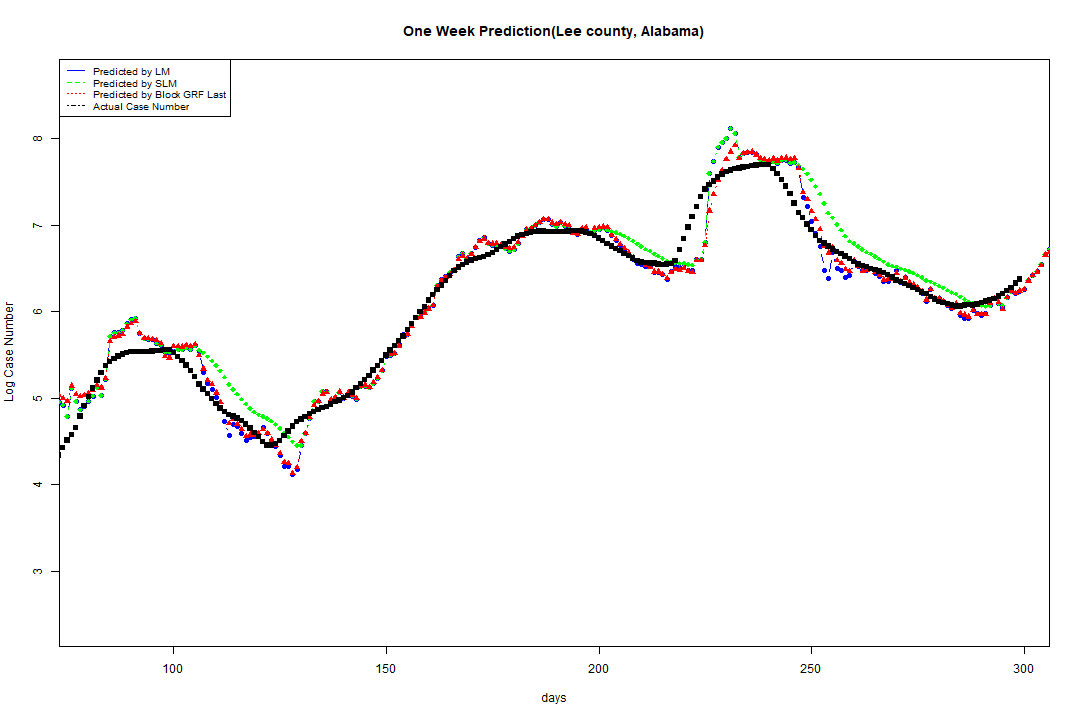 One Week Prediction(Lee county, Alabama)
Predicted by LM
Predicted by SLM
Predicted by Block GRF Last
Actual Case Number
Log Case Number
8
7
6
5
4
3
100 150 200 250 300
days